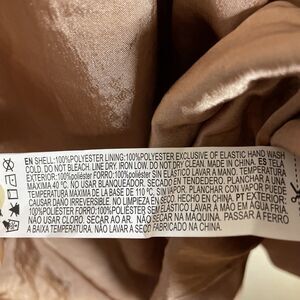 EN SHELL:100%POLYESTER LINING:100%POLYESTER EXCLUSIVE OF ELASTIC HAND WASH
COLD. DO NOT BLEACH, LINE DRY. IRON LOW. DO NOT DRY CLEAN. MADE IN CHINA. ES TELA
EXTERIOR:100%poliéster FORRO:100%poliéster SIN ELÁSTICO LAVAR A MANO. TEMPERATURA
MÁXIMA 40 °C. NO USAR BLANQUEADOR. SECADO EN TENDEDERO. PLANCHAR CON
TEMPERATURA MÁXIMA DE LA BASE DE 110 °C, SIN VAPOR. PLANCHAR CON VAPOR PUEDE
CAUSAR DAÑO IRREVERSIBLE. NO LIMPIEZA EN SECO. HECHO EN CHINA. PT EXTERIOR:
100%poliéster FORRO:100%poliéster SEM ELÁSTICO LAVAR À MÃO EM ÁGUA FRIA.
NÃO USAR CLORO. SECAR AO AR. NÃO SECAR NA MÁQUINA. PASSAR A FERRO
A BAIXA TEMPERATURA. NÃO LAVAR A SECO FABRICADO NA CHINA.